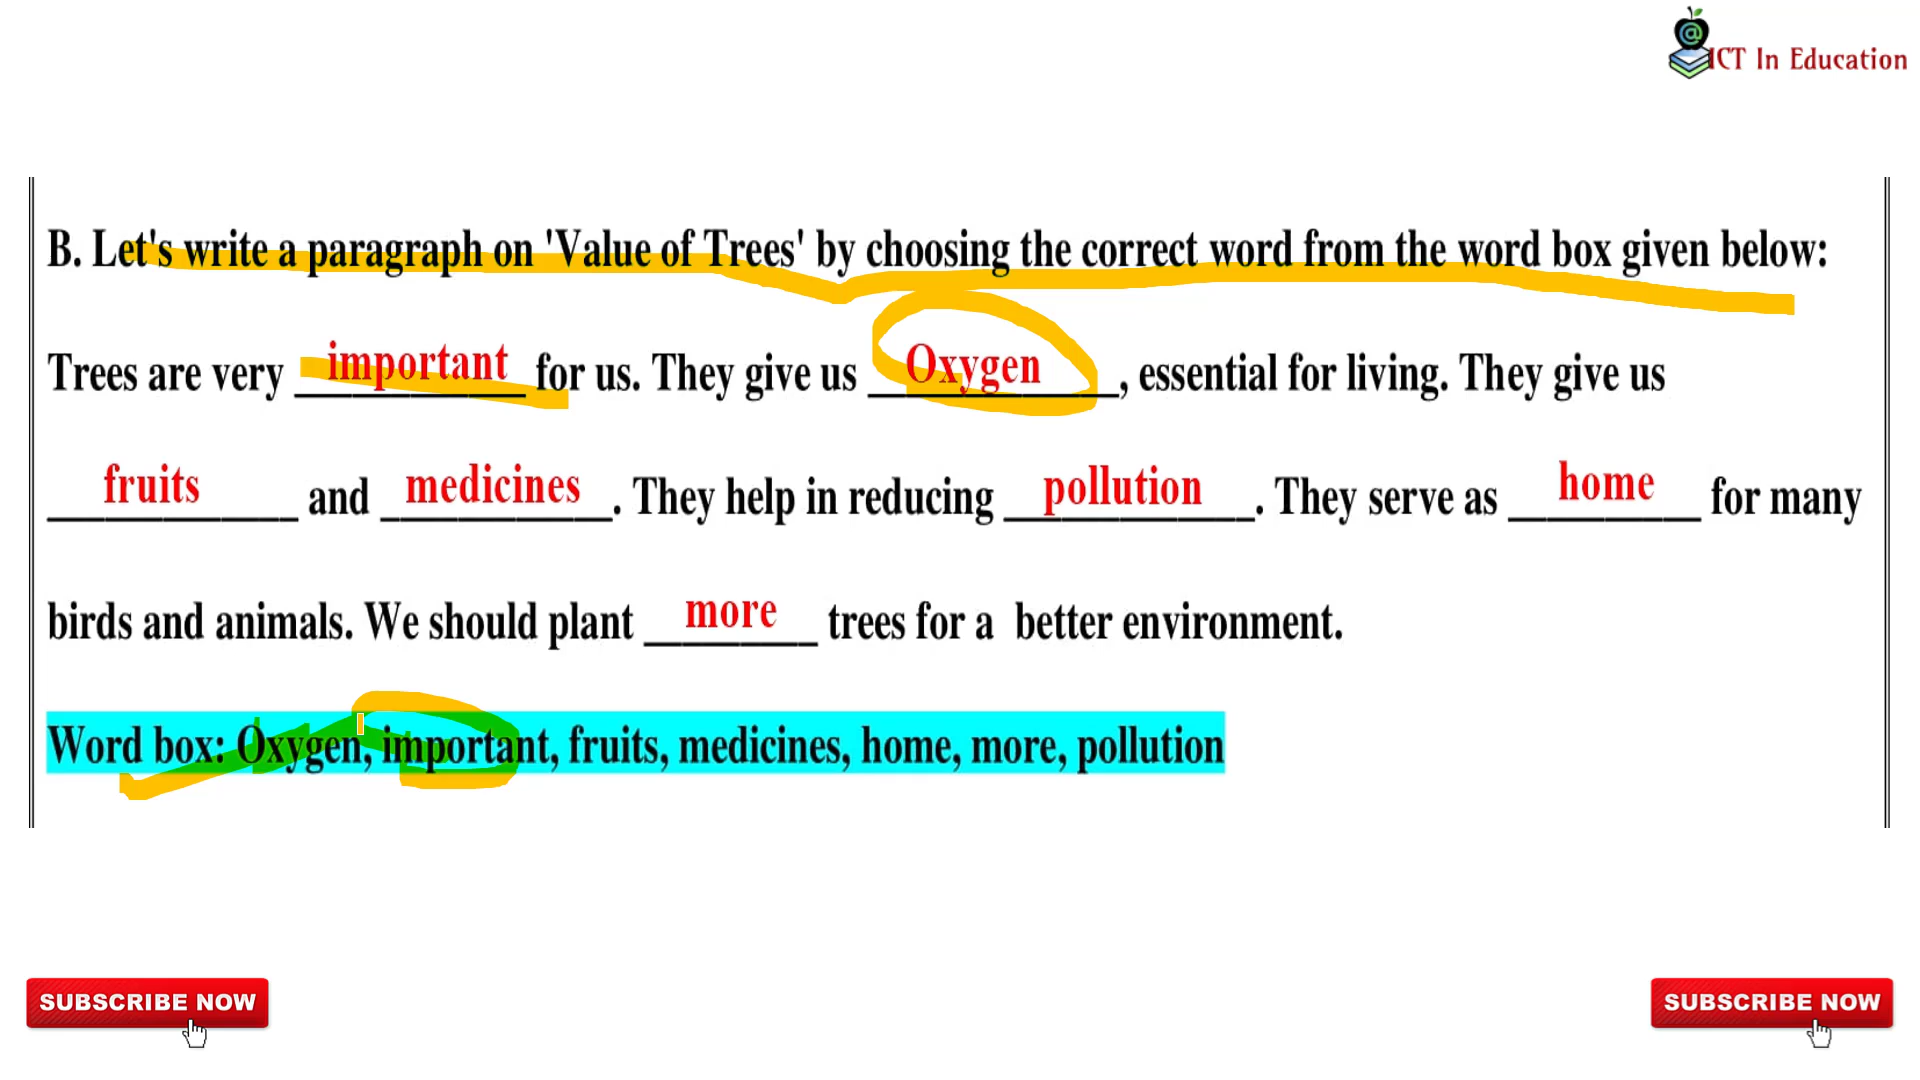 ICT In Education
B. Let's write a paragraph on 'Value of Trees' by choosing the correct word from the word box given below:
Trees are very important for us. They give us Oxygen, essential for living. They give us
fruits and medicines. They help in reducing pollution. They serve as home for many
birds and animals. We should plant more trees for a better environment.
Word box: Oxygen, important, fruits, medicines, home, more, pollution
SUBSCRIBE NOW
SUBSCRIBE NOW